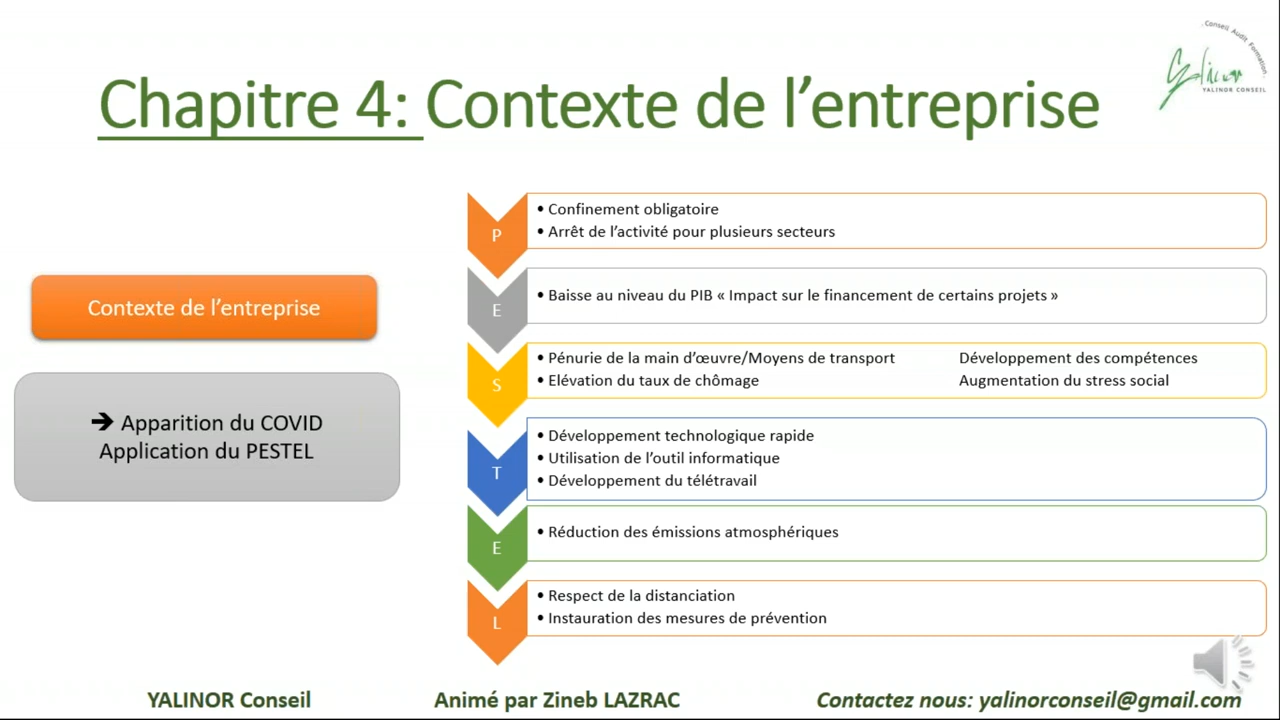 Conseil Audit Formation
YALINOR CONSEIL
Chapitre 4: Contexte de l’entreprise
Contexte de l’entreprise
➔ Apparition du COVID
Application du PESTEL
P
• Confinement obligatoire
• Arrêt de l’activité pour plusieurs secteurs
E
• Baisse au niveau du PIB « Impact sur le financement de certains projets »
S
• Pénurie de la main d’œuvre/Moyens de transport Développement des compétences
• Elévation du taux de chômage Augmentation du stress social
T
• Développement technologique rapide
• Utilisation de l’outil informatique
• Développement du télétravail
E
• Réduction des émissions atmosphériques
L
• Respect de la distanciation
• Instauration des mesures de prévention
YALINOR Conseil Animé par Zineb LAZRAC Contactez nous: yalinorconseil@gmail.com